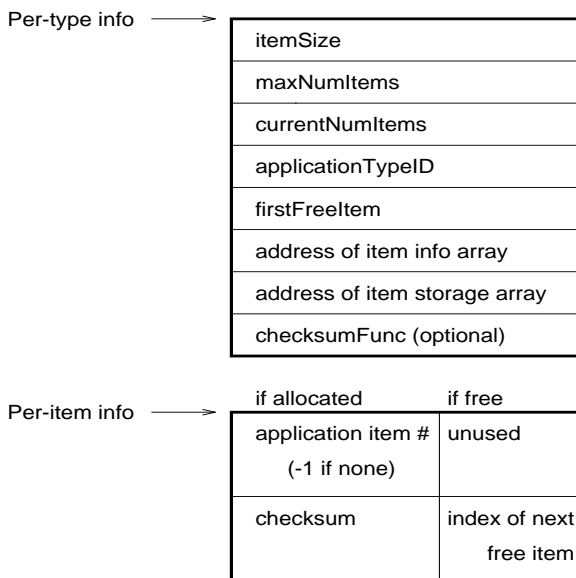 Per-type info
itemSize
maxNumItems
currentNumItems
applicationTypeID
firstFreeItem
address of item info array
address of item storage array
checksumFunc (optional)
if allocated if free
Per-item info
application item # unused
(-1 if none)
checksum index of next
free item